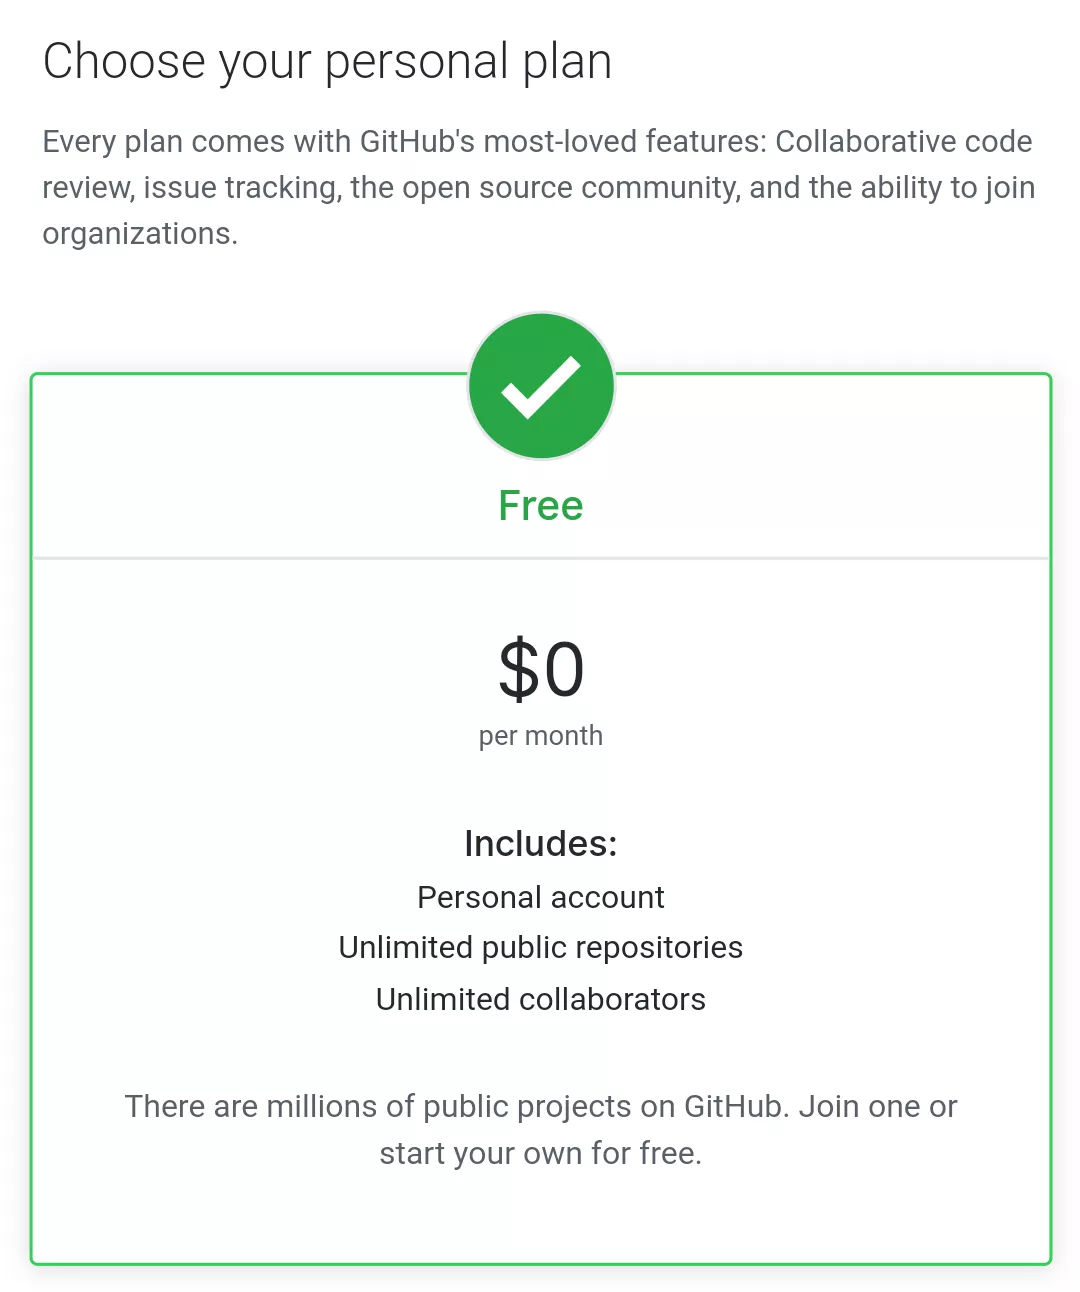 Choose your personal plan
Every plan comes with GitHub's most-loved features: Collaborative code
review, issue tracking, the open source community, and the ability to join
organizations.
Free
$0
per month
Includes:
Personal account
Unlimited public repositories
Unlimited collaborators
There are millions of public projects on GitHub. Join one or
start your own for free.